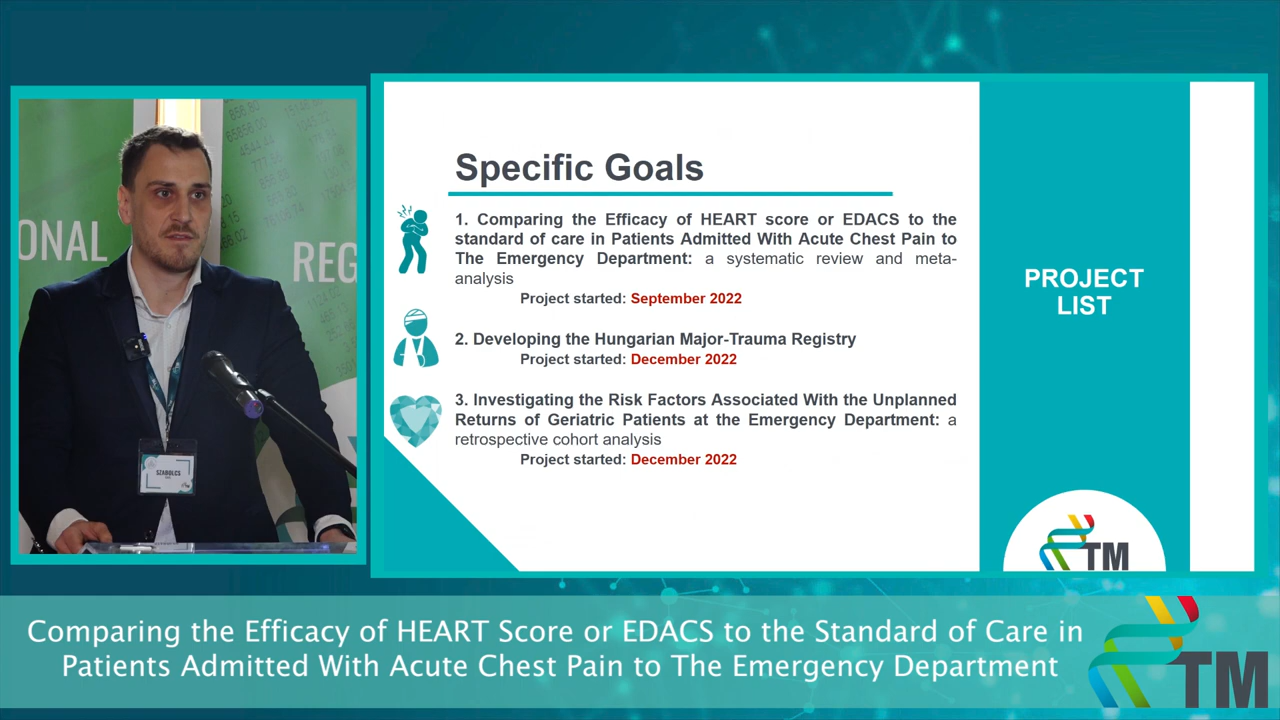 ONAL
REG
SZABOLCS
Specific Goals
1. Comparing the Efficacy of HEART score or EDACS to the
standard of care in Patients Admitted With Acute Chest Pain to
The Emergency Department: a systematic review and meta-
analysis
Project started: September 2022
2. Developing the Hungarian Major-Trauma Registry
Project started: December 2022
3. Investigating the Risk Factors Associated With the Unplanned
Returns of Geriatric Patients at the Emergency Department: a
retrospective cohort analysis
Project started: December 2022
PROJECT
LIST
TM
Comparing the Efficacy of HEART Score or EDACS to the Standard of Care in
Patients Admitted With Acute Chest Pain to The Emergency Department
TM